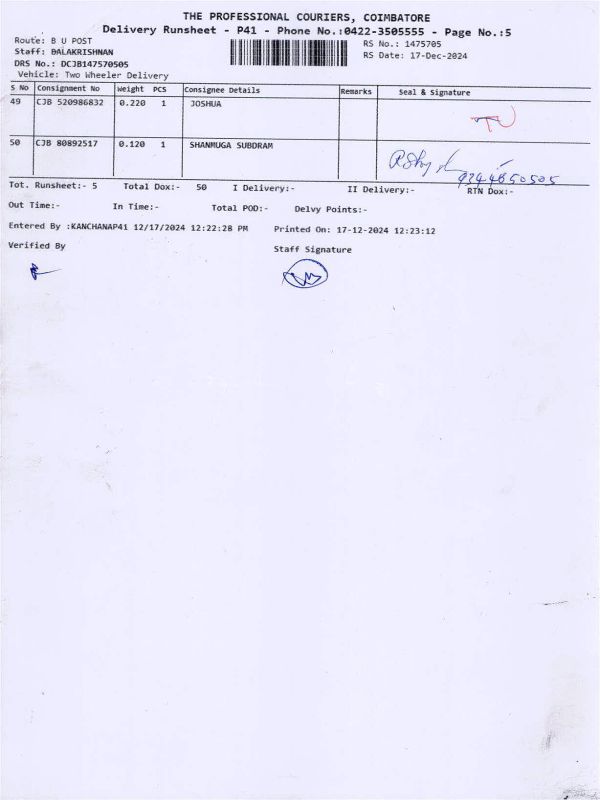 THE PROFESSIONAL COURIERS, COIMBATORE
Delivery Runsheet - P41 - Phone No.:0422-3505555 - Page No.:5
Route: B U POST
RS No.: 1475705
Staff: BALAKRISHNAN
RS Date: 17-Dec-2024
DRS No.: DCJB147570505
Vehicle: Two Wheeler Delivery
S No Consignment No Weight PCS Consignee Details Remarks Seal & Signature
49 CJB 520986832 0.220 1 JOSHUA
50 CJB 80892517 0.120 1 SHANMUGA SUBDRAM
9344850505
Tot. Runsheet:- 5 Total Dox:- 50 I Delivery:- II Delivery:- RTN Dox:-
Out Time:- In Time:- Total POD:- Delvy Points:-
Entered By :KANCHANAP41 12/17/2024 12:22:28 PM Printed On: 17-12-2024 12:23:12
Verified By Staff Signature